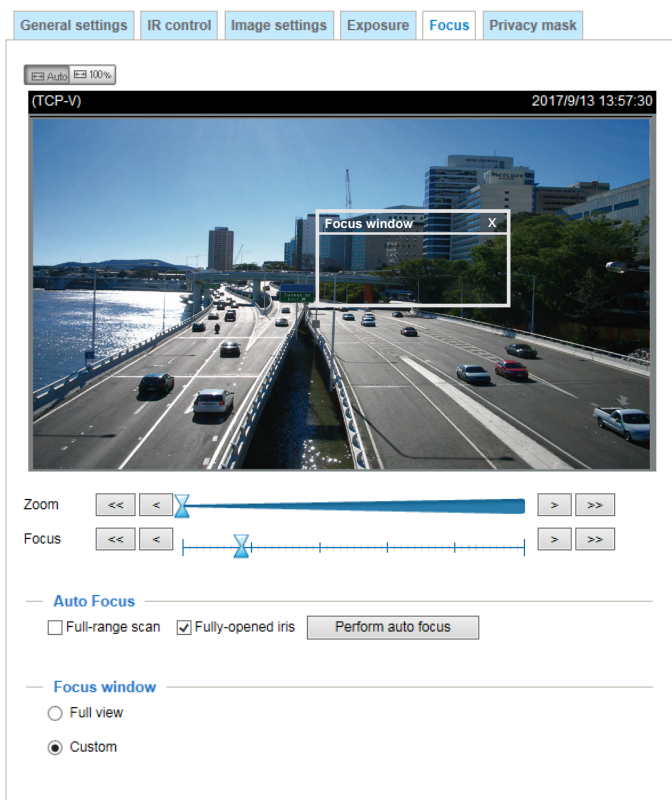 General settings IR control Image settings Exposure Focus Privacy mask
Auto 100%
(TCP-V) 2017/9/13 13:57:30
Focus window X
Zoom << < > >>
Focus << < > >>
Auto Focus
Full-range scan Fully-opened iris Perform auto focus
Focus window
Full view
Custom